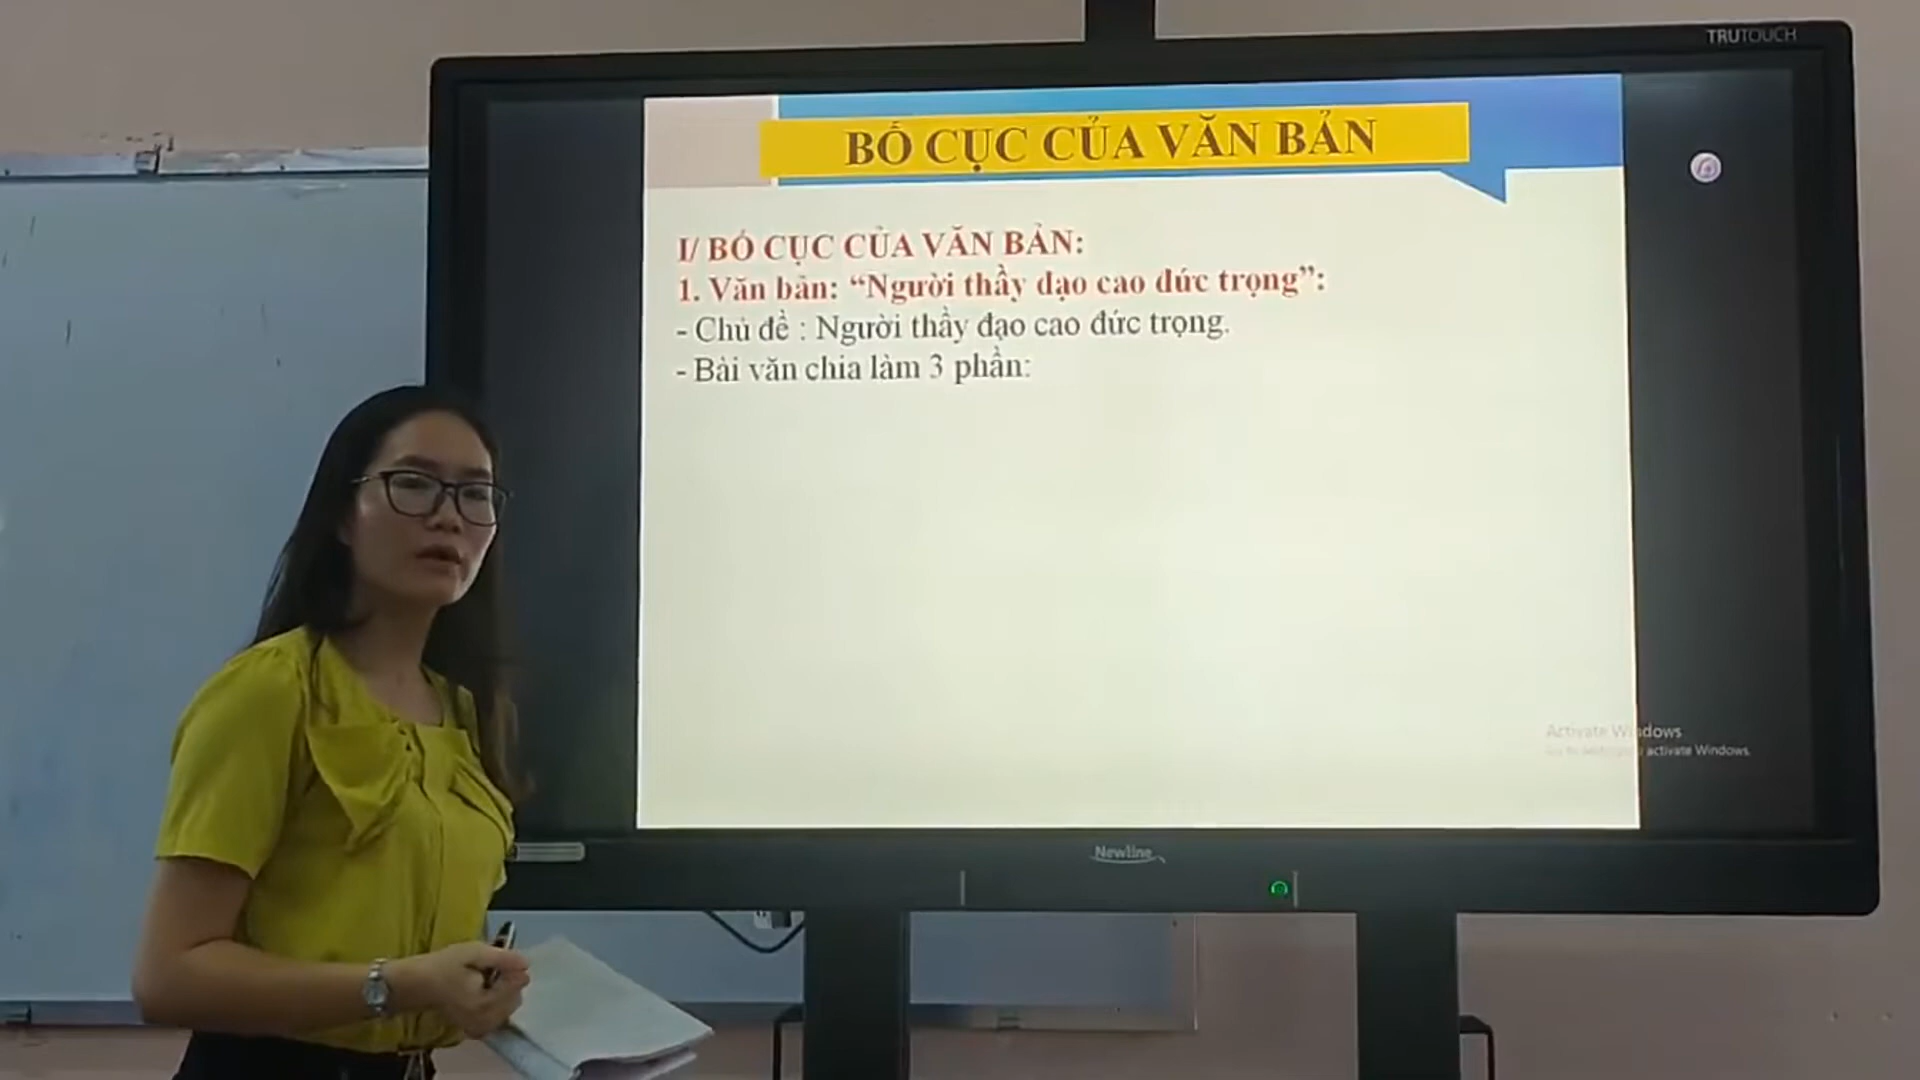 TRUTOUCH
BỐ CỤC CỦA VĂN BẢN
I/ BỐ CỤC CỦA VĂN BẢN:
1. Văn bản: “Người thầy đạo cao đức trọng”:
- Chủ đề : Người thầy đạo cao đức trọng.
- Bài văn chia làm 3 phần:
Activate Windows
activate Windows.
Newline